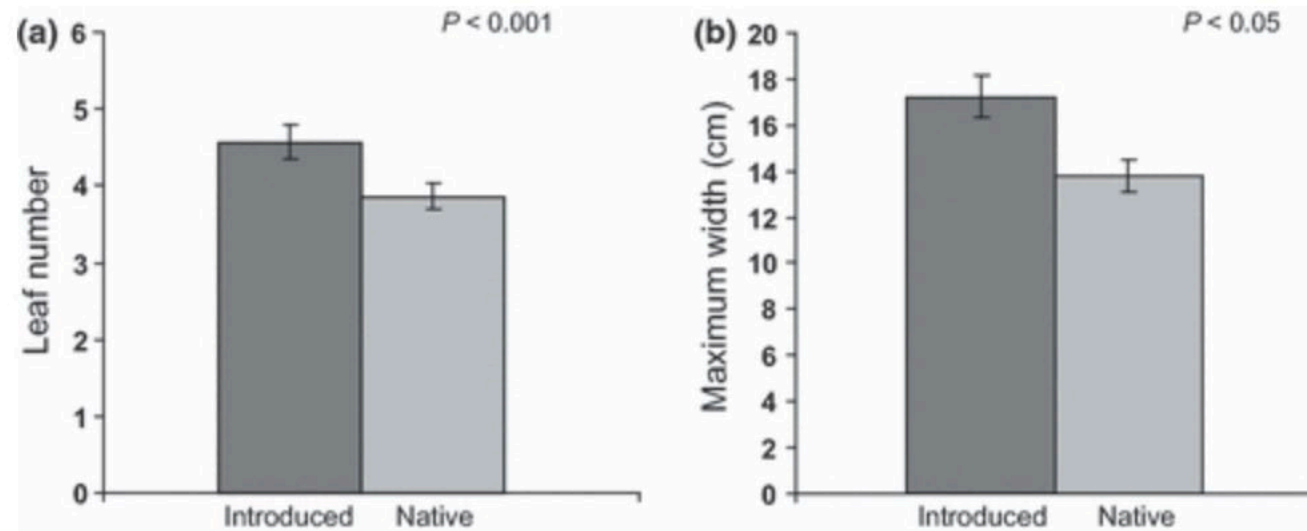 (a)
P < 0.001
6
5
4
3
2
1
0
Leaf number
Introduced Native
(b)
P < 0.05
20
18
16
14
12
10
8
6
4
2
0
Maximum width (cm)
Introduced Native